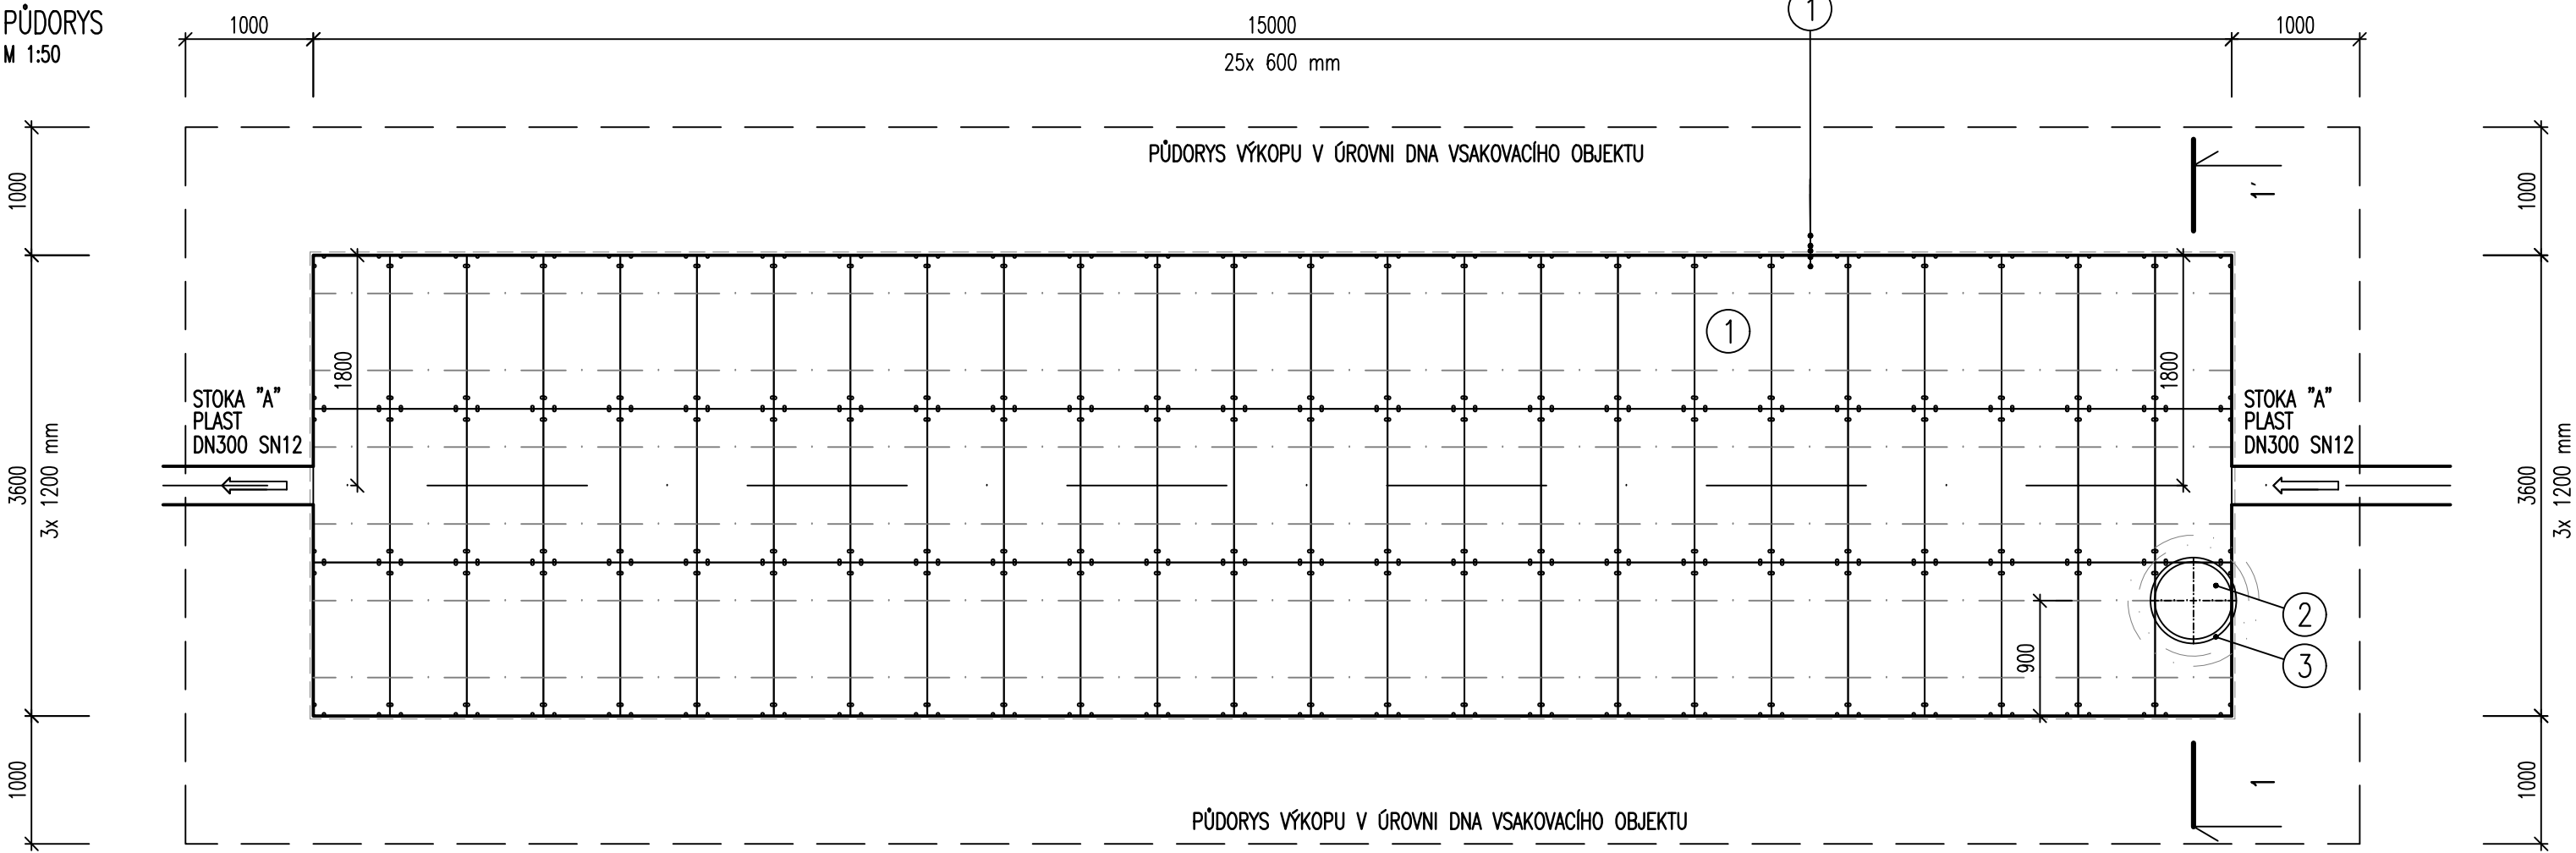 PŮDORYS
M 1:50
1000
15000
1000
25x 600 mm
1
PŮDORYS VÝKOPU V ÚROVNI DNA VSAKOVACÍHO OBJEKTU
1000
1000
1´
1
1800
1800
STOKA "A"
PLAST
DN300 SN12
STOKA "A"
PLAST
DN300 SN12
3600
3x 1200 mm
3600
3x 1200 mm
2
3
900
1000
1000
1
PŮDORYS VÝKOPU V ÚROVNI DNA VSAKOVACÍHO OBJEKTU